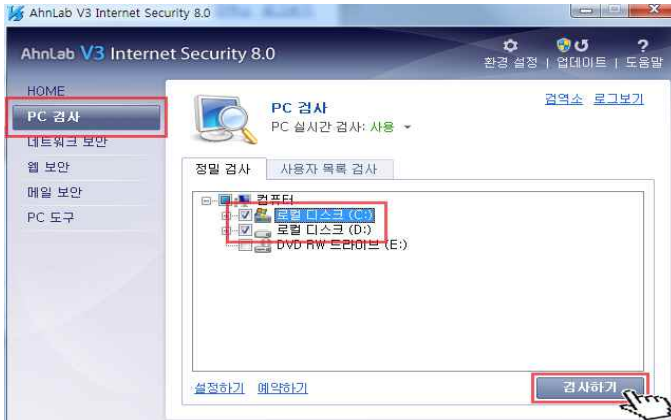 AhnLab V3 Internet Security 8.0
AhnLab V3 Internet Security 8.0
환경 설정 | 업데이트 | 도움말
HOME
PC 검사
네트워크 보안
웹 보안
메일 보안
PC 도구
PC 검사
PC 실시간 검사: 사용
검역소 로그보기
정밀 검사 사용자 목록 검사
컴퓨터
로컬 디스크 (C:)
로컬 디스크 (D:)
DVD RW 드라이브 (E:)
설정하기 예약하기
검사하기